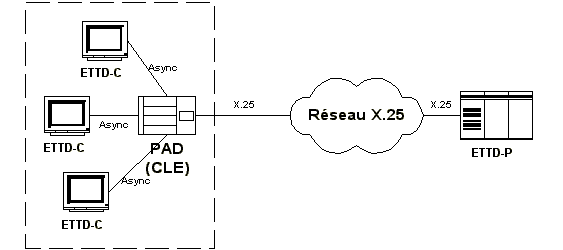 ETTD-C
Async
ETTD-C
Async
PAD
(CLE)
X.25
Réseau X.25
X.25
ETTD-P
Async
ETTD-C